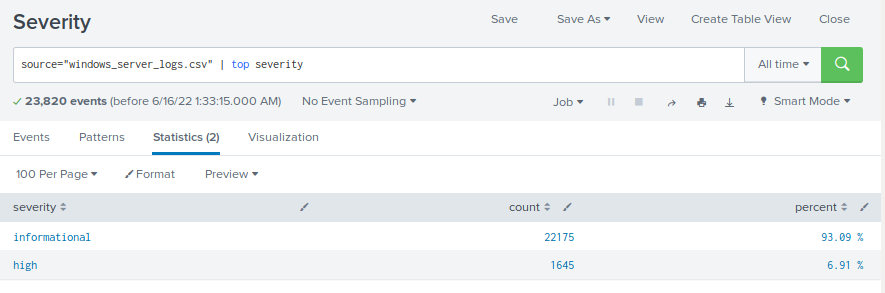 Severity
Save Save As View Create Table View Close
source="windows_server_logs.csv" | top severity
All time
23,820 events (before 6/16/22 1:33:15.000 AM) No Event Sampling Job Smart Mode
Events Patterns Statistics (2) Visualization
100 Per Page Format Preview
severity count percent
informational 22175 93.09 %
high 1645 6.91 %